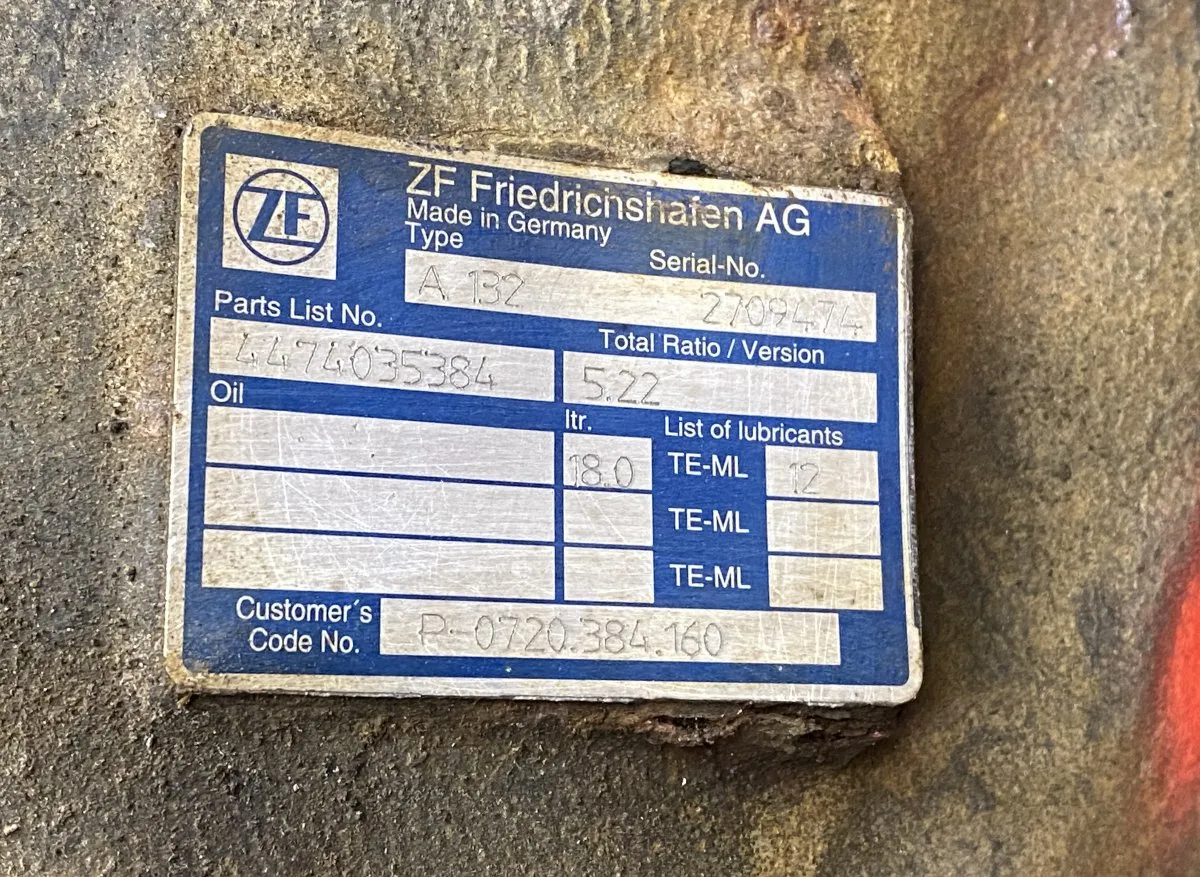 ZF
ZF Friedrichshafen AG
Made in Germany
Type
Serial-No.
A 132
2709474
Parts List No.
Total Ratio / Version
4474035384
5.22
Oil
ltr.
List of lubricants
18.0
TE-ML
12
TE-ML
TE-ML
Customer´s
Code No.
P-0720.384.160